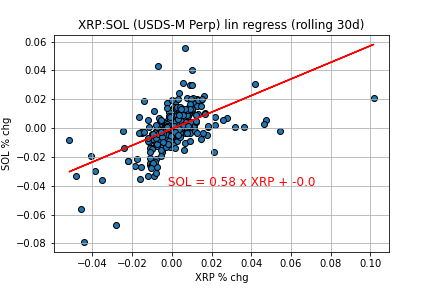 XRP:SOL (USDS-M Perp) lin regress (rolling 30d)
0.06
0.04
0.02
0.00
−0.02
−0.04
−0.06
−0.08
SOL % chg
SOL = 0.58 x XRP + -0.0
−0.04 −0.02 0.00 0.02 0.04 0.06 0.08 0.10
XRP % chg